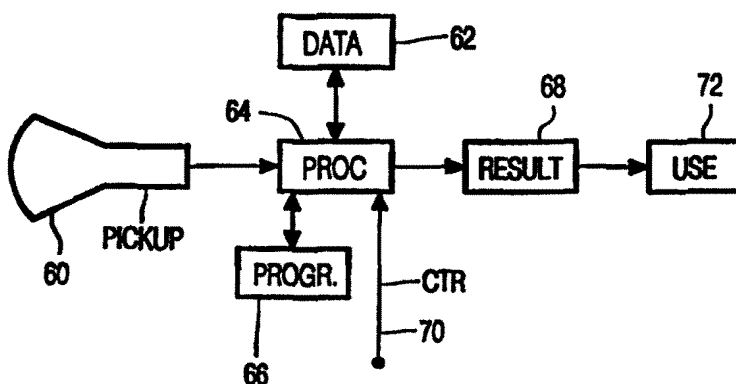 DATA
62
64
68
72
PROC
RESULT
USE
PICKUP
60
PROGR.
CTR
66
70